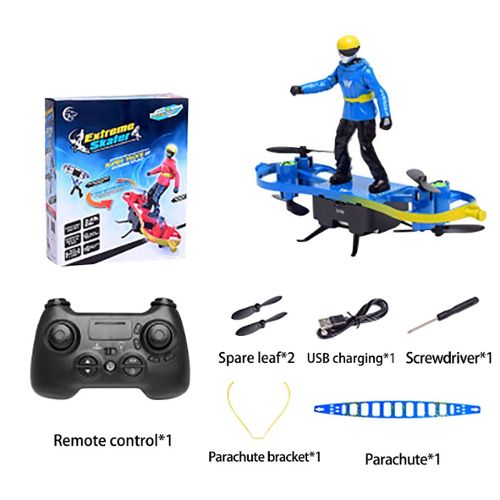 Extreme
Skater
Spare leaf*2
USB charging*1
Screwdriver*1
Remote control*1
Parachute bracket*1
Parachute*1